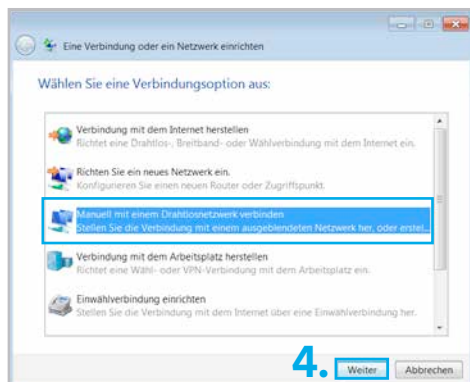 Eine Verbindung oder ein Netzwerk einrichten
Wählen Sie eine Verbindungsoption aus:
Verbindung mit dem Internet herstellen
Richtet eine Drahtlos-, Breitband- oder Wählverbindung mit dem Internet ein.
Richten Sie ein neues Netzwerk ein.
Konfigurieren Sie einen neuen Router oder Zugriffspunkt.
Manuell mit einem Drahtlosnetzwerk verbinden
Stellen Sie die Verbindung mit einem ausgeblendeten Netzwerk her, oder erstel...
Verbindung mit dem Arbeitsplatz herstellen
Richtet eine Wähl- oder VPN-Verbindung mit dem Arbeitsplatz ein.
Einwählverbindung einrichten
Stellen Sie die Verbindung mit dem Internet über eine Einwählverbindung her.
4. Weiter Abbrechen